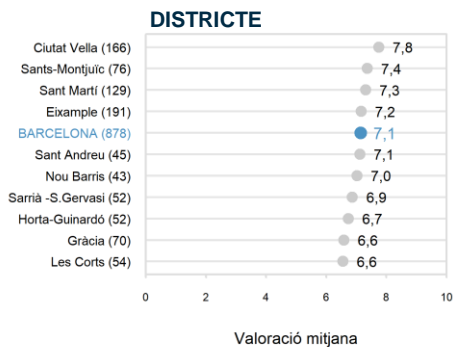 DISTRICTE
Ciutat Vella (166) 7,8
Sants-Montjuïc (76) 7,4
Sant Martí (129) 7,3
Eixample (191) 7,2
BARCELONA (878) 7,1
Sant Andreu (45) 7,1
Nou Barris (43) 7,0
Sarrià -S.Gervasi (52) 6,9
Horta-Guinardó (52) 6,7
Gràcia (70) 6,6
Les Corts (54) 6,6
0 2 4 6 8 10
Valoració mitjana